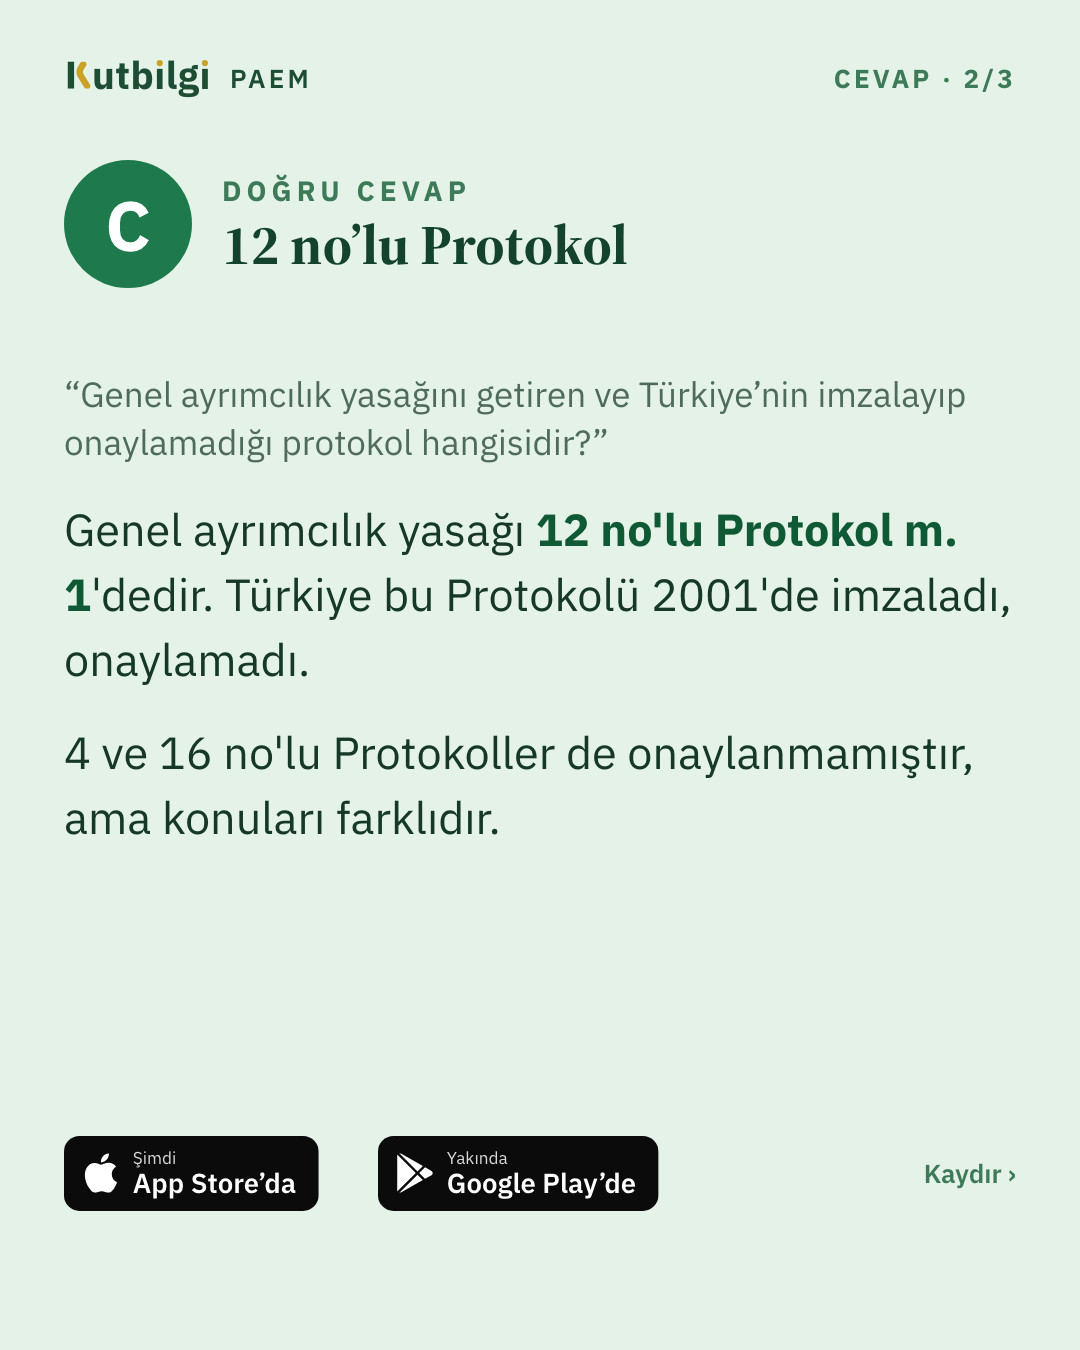 Kutbilgi PAEM
CEVAP · 2/3
C
DOĞRU CEVAP
12 no’lu Protokol
“Genel ayrımcılık yasağını getiren ve Türkiye’nin imzalayıp
onaylamadığı protokol hangisidir?”
Genel ayrımcılık yasağı 12 no'lu Protokol m.
1'dedir. Türkiye bu Protokolü 2001'de imzaladı,
onaylamadı.
4 ve 16 no'lu Protokoller de onaylanmamıştır,
ama konuları farklıdır.
Şimdi
App Store’da
Yakında
Google Play’de
Kaydır ›